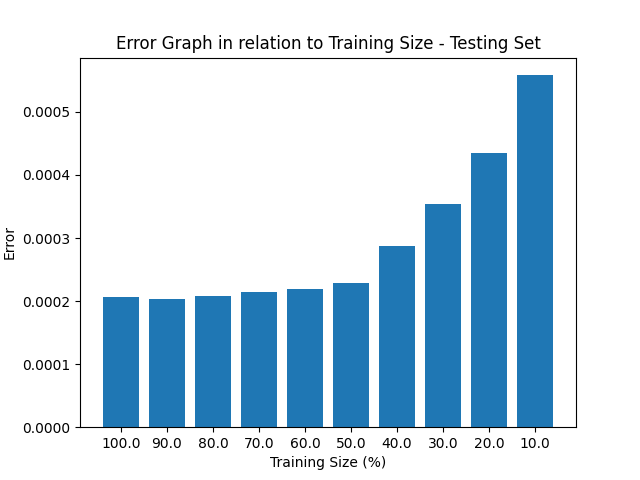 Error Graph in relation to Training Size - Testing Set
0.0005
0.0004
0.0003
0.0002
0.0001
0.0000
Error
100.0 90.0 80.0 70.0 60.0 50.0 40.0 30.0 20.0 10.0
Training Size (%)